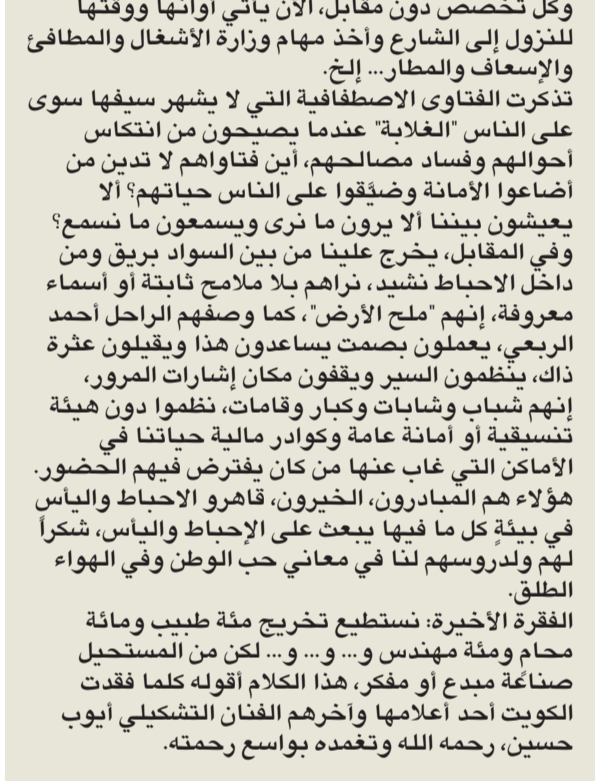 وكل تخصص دون مقابل، الآن يأتي أوانها ووقتها
للنزول إلى الشارع وأخذ مهام وزارة الأشغال والمطافئ
والإسعاف والمطار... إلخ.
تذكرت الفتاوى الاصطفافية التي لا يشهر سيفها سوى
على الناس "الغلابة" عندما يصيحون من انتكاس
أحوالهم وفساد مصالحهم، أين فتاواهم لا تدين من
أضاعوا الأمانة وضيَّقوا على الناس حياتهم؟ ألا
يعيشون بيننا ألا يرون ما نرى ويسمعون ما نسمع؟
وفي المقابل، يخرج علينا من بين السواد بريق ومن
داخل الاحباط نشيد، نراهم بلا ملامح ثابتة أو أسماء
معروفة، إنهم "ملح الأرض"، كما وصفهم الراحل أحمد
الربعي، يعملون بصمت يساعدون هذا ويقيلون عثرة
ذاك، ينظمون السير ويقفون مكان إشارات المرور،
إنهم شباب وشابات وكبار وقامات، نظموا دون هيئة
تنسيقية أو أمانة عامة وكوادر مالية حياتنا في
الأماكن التي غاب عنها من كان يفترض فيهم الحضور.
هؤلاء هم المبادرون، الخيرون، قاهرو الاحباط واليأس
في بيئةٍ كل ما فيها يبعث على الإحباط واليأس، شكراً
لهم ولدروسهم لنا في معاني حب الوطن وفي الهواء
الطلق.
الفقرة الأخيرة: نستطيع تخريج مئة طبيب ومائة
محامٍ ومئة مهندس و... و... و... لكن من المستحيل
صناعة مبدع أو مفكر، هذا الكلام أقوله كلما فقدت
الكويت أحد أعلامها وآخرهم الفنان التشكيلي أيوب
حسين، رحمه الله وتغمده بواسع رحمته.